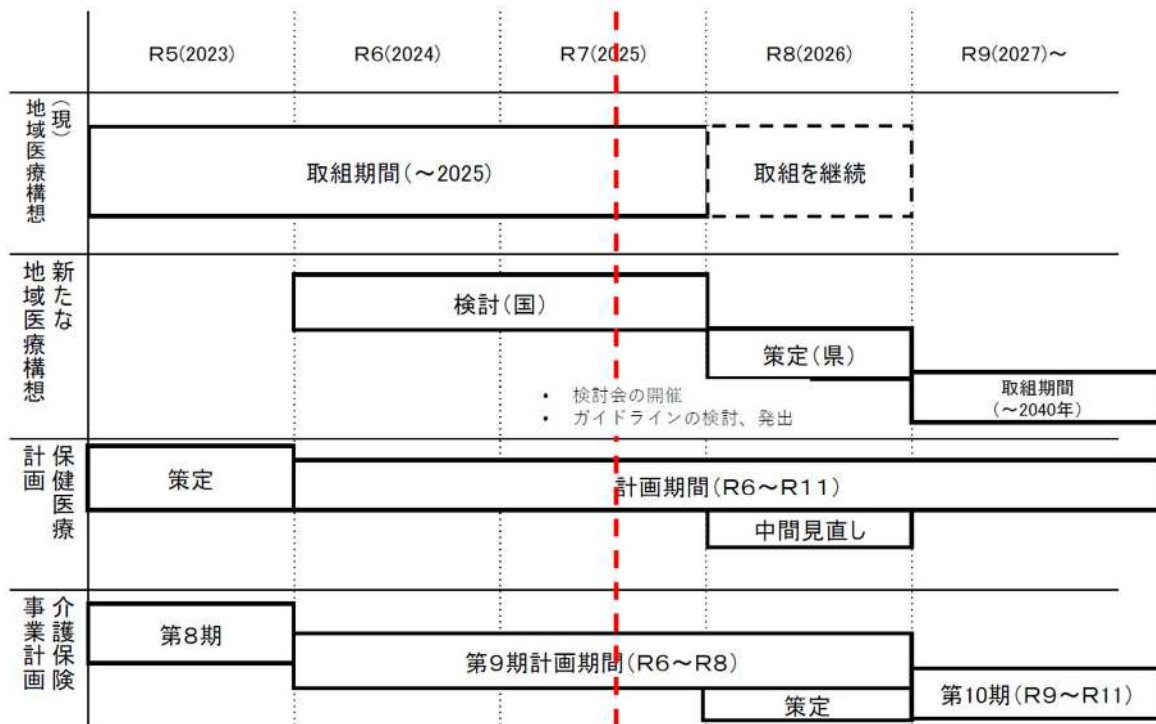 R5(2023)
R6(2024)
R7(2025)
R8(2026)
R9(2027)～
(現)
地域医療構想
取組期間(～2025)
取組を継続
新たな
地域医療構想
検討(国)
策定(県)
・ 検討会の開催
・ ガイドラインの検討、発出
取組期間
(～2040年)
保健医療
計画
策定
計画期間(R6～R11)
中間見直し
介護保険
事業計画
第8期
第9期計画期間(R6～R8)
策定
第10期(R9～R11)